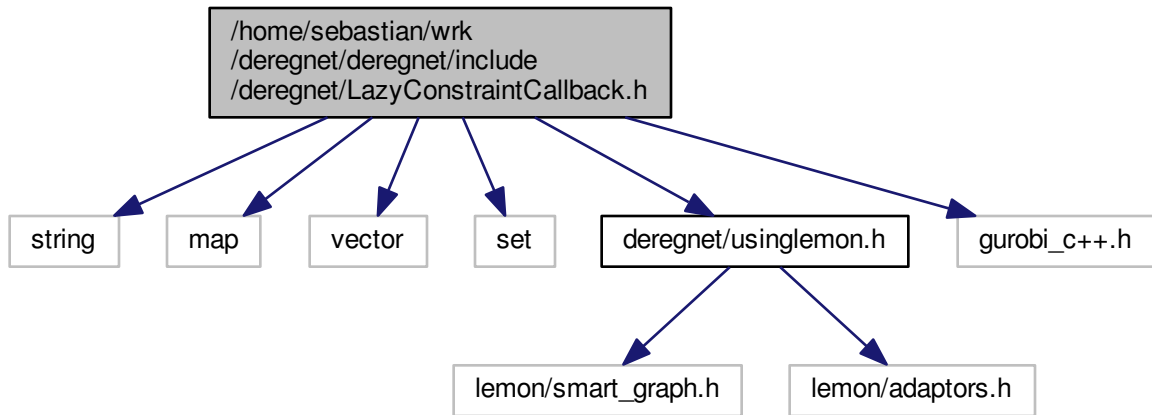 /home/sebastian/wrk
/deregnet/deregnet/include
/deregnet/LazyConstraintCallback.h
string
map
vector
set
deregnet/usinglemon.h
gurobi_c++.h
lemon/smart_graph.h
lemon/adaptors.h